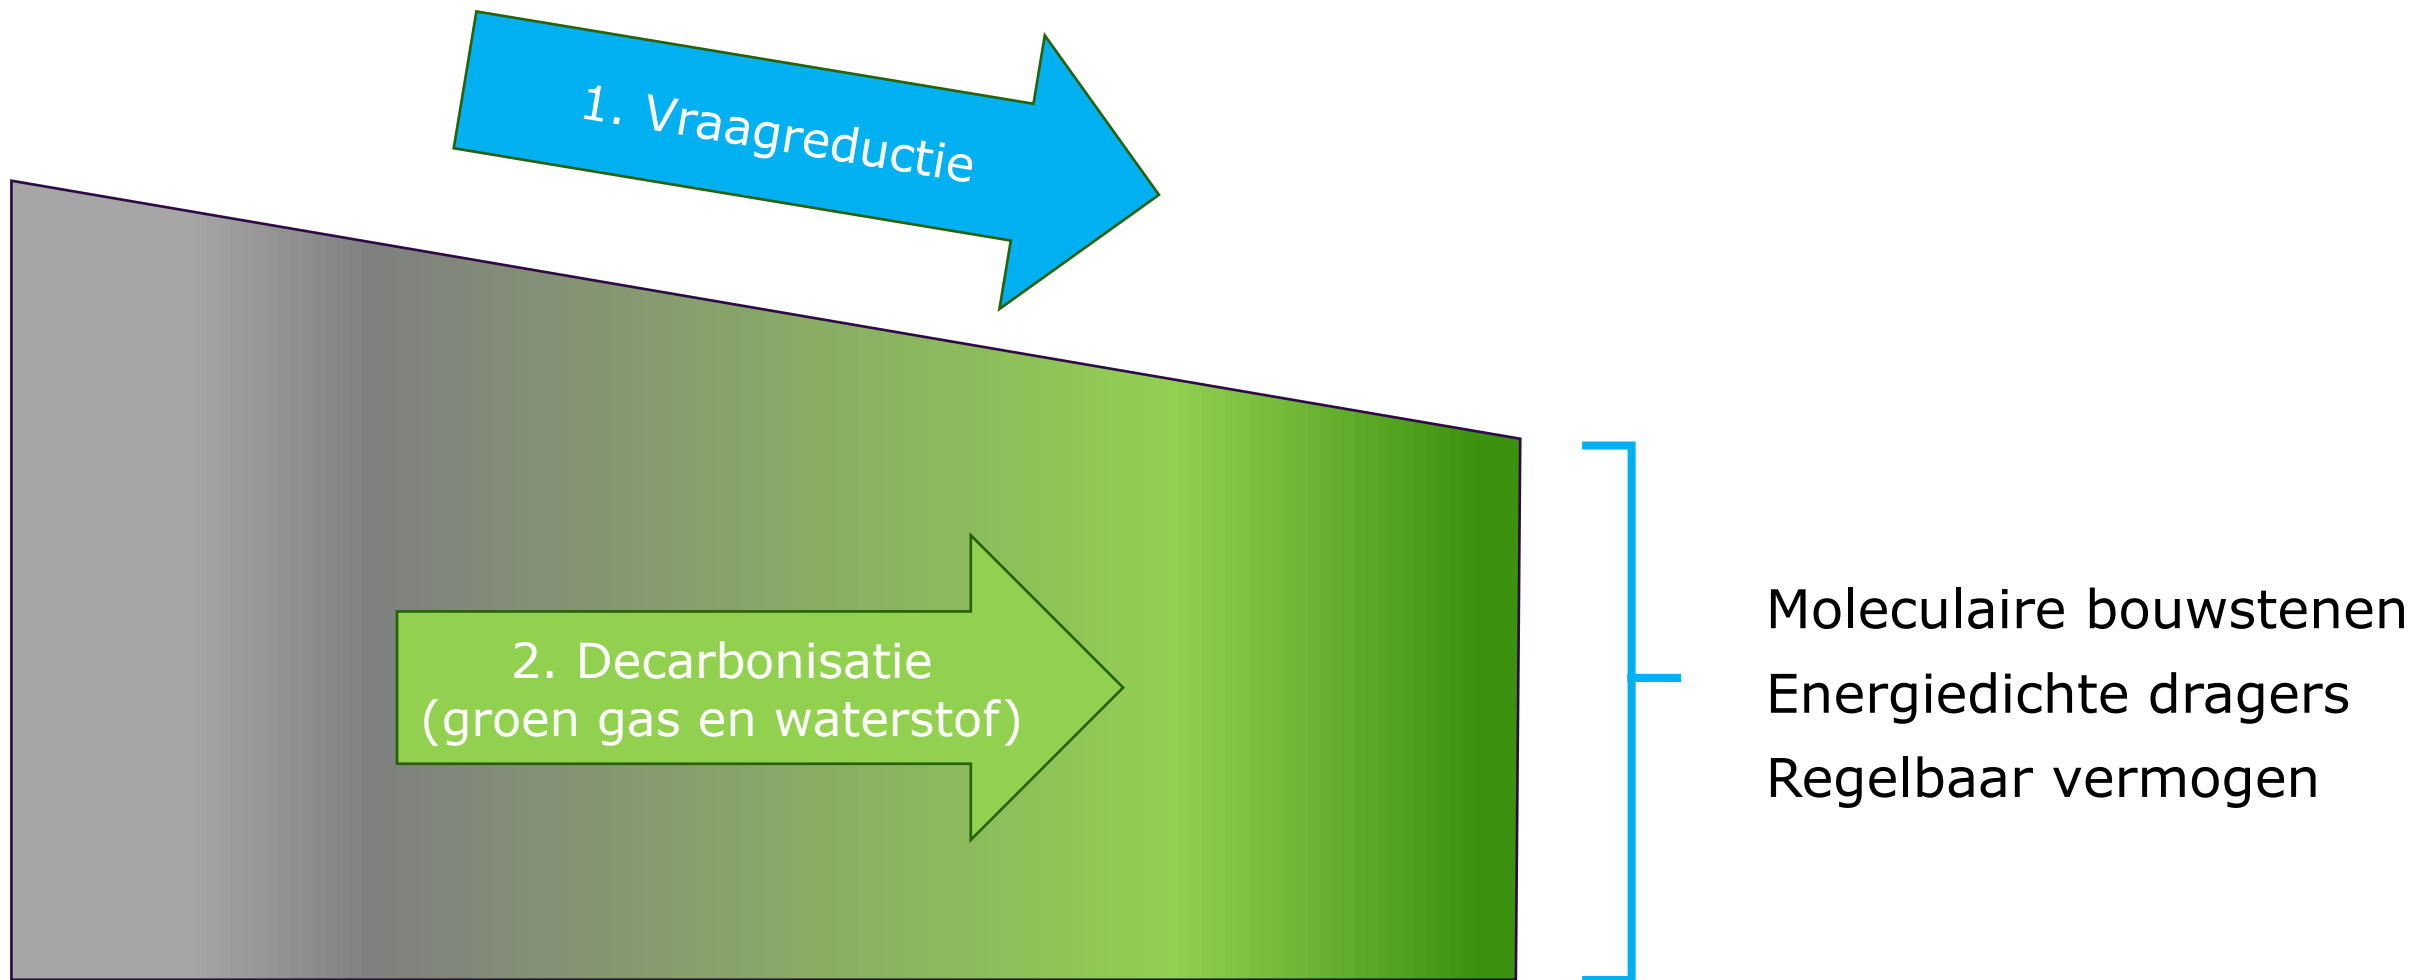 1. Vraagreductie
2. Decarbonisatie
(groen gas en waterstof)
Moleculaire bouwstenen
Energiedichte dragers
Regelbaar vermogen